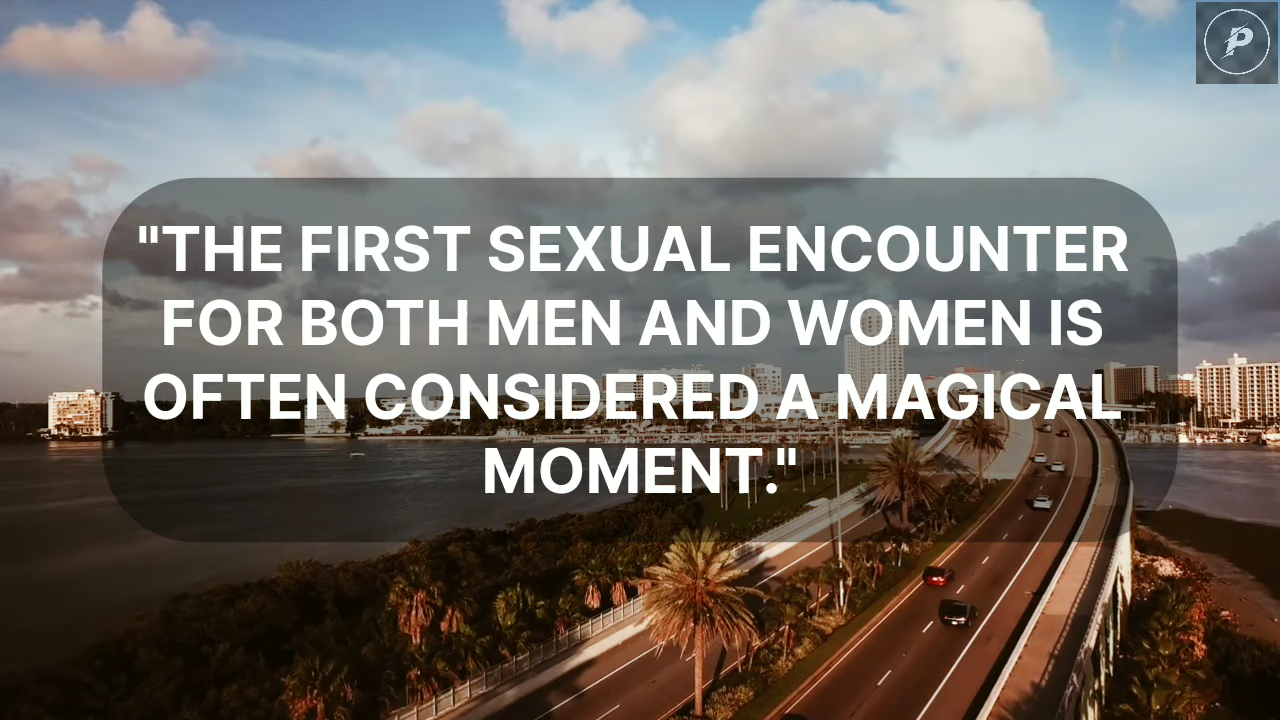 "THE FIRST SEXUAL ENCOUNTER
FOR BOTH MEN AND WOMEN IS
OFTEN CONSIDERED A MAGICAL
MOMENT."
P